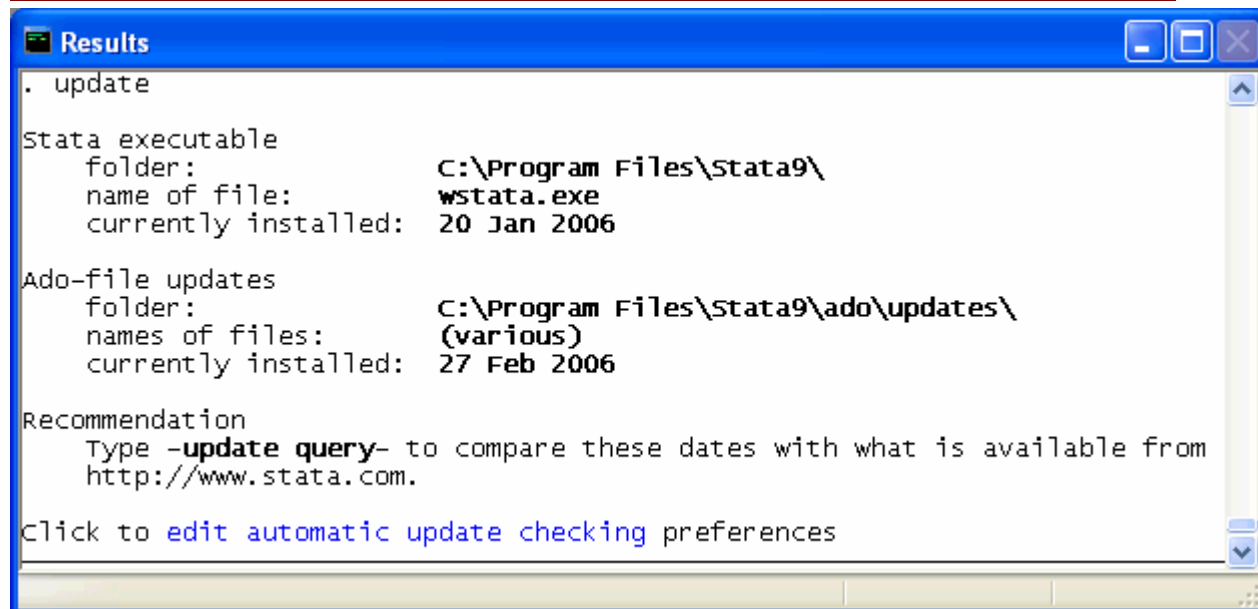 Results
. update
Stata executable
folder: C:\Program Files\Stata9\
name of file: wstata.exe
currently installed: 20 Jan 2006
Ado-file updates
folder: C:\Program Files\Stata9\ado\updates\
names of files: (various)
currently installed: 27 Feb 2006
Recommendation
Type -update query- to compare these dates with what is available from
http://www.stata.com.
Click to edit automatic update checking preferences